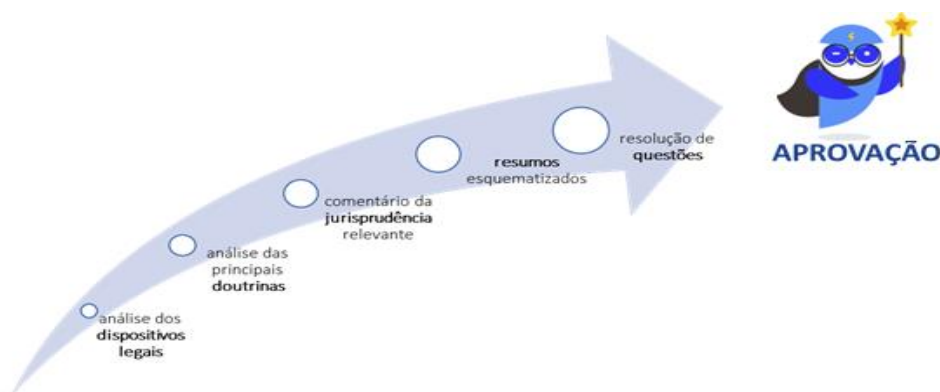 análise dos
dispositivos
legais
análise das
principais
doutrinas
comentário da
jurisprudência
relevante
resumos
esquematizados
resolução de
questões
APROVAÇÃO